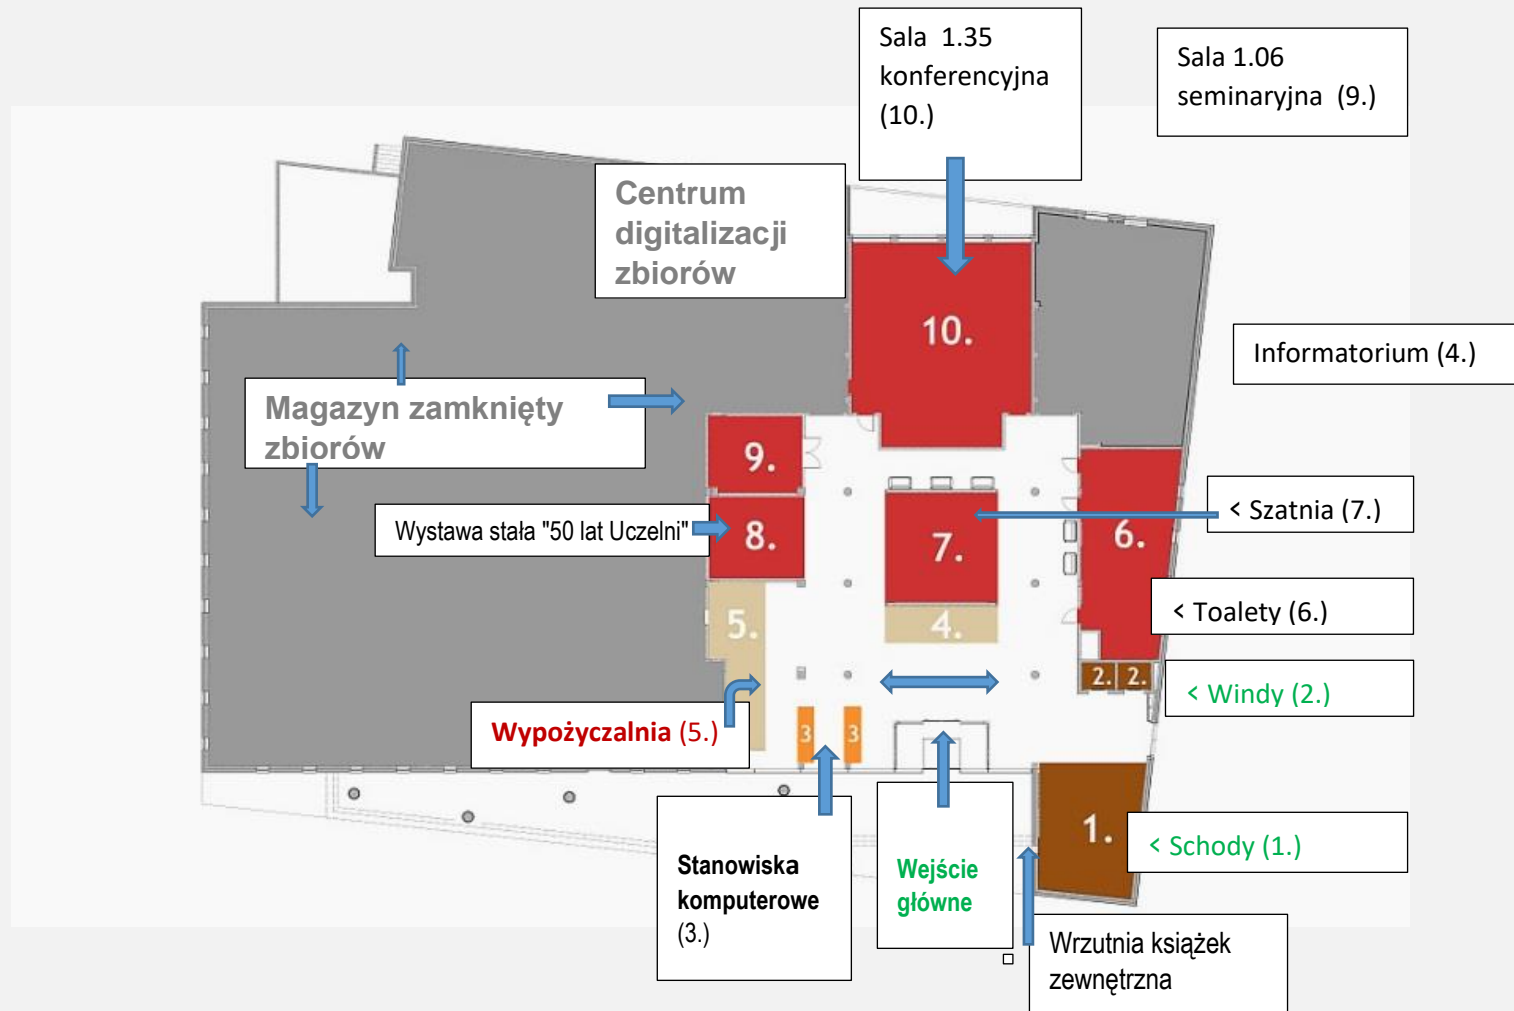 Sala 1.35
konferencyjna
(10.)
Sala 1.06
seminaryjna (9.)
Centrum
digitalizacji
zbiorów
10.
Informatorium (4.)
Magazyn zamknięty
zbiorów
9.
Wystawa stała "50 lat Uczelni"
8.
7.
6.
< Szatnia (7.)
5.
4.
< Toalety (6.)
2.
2.
< Windy (2.)
Wypożyczalnia (5.)
3
3
1.
< Schody (1.)
Stanowiska
komputerowe
(3.)
Wejście
główne
Wrzutnia książek
zewnętrzna